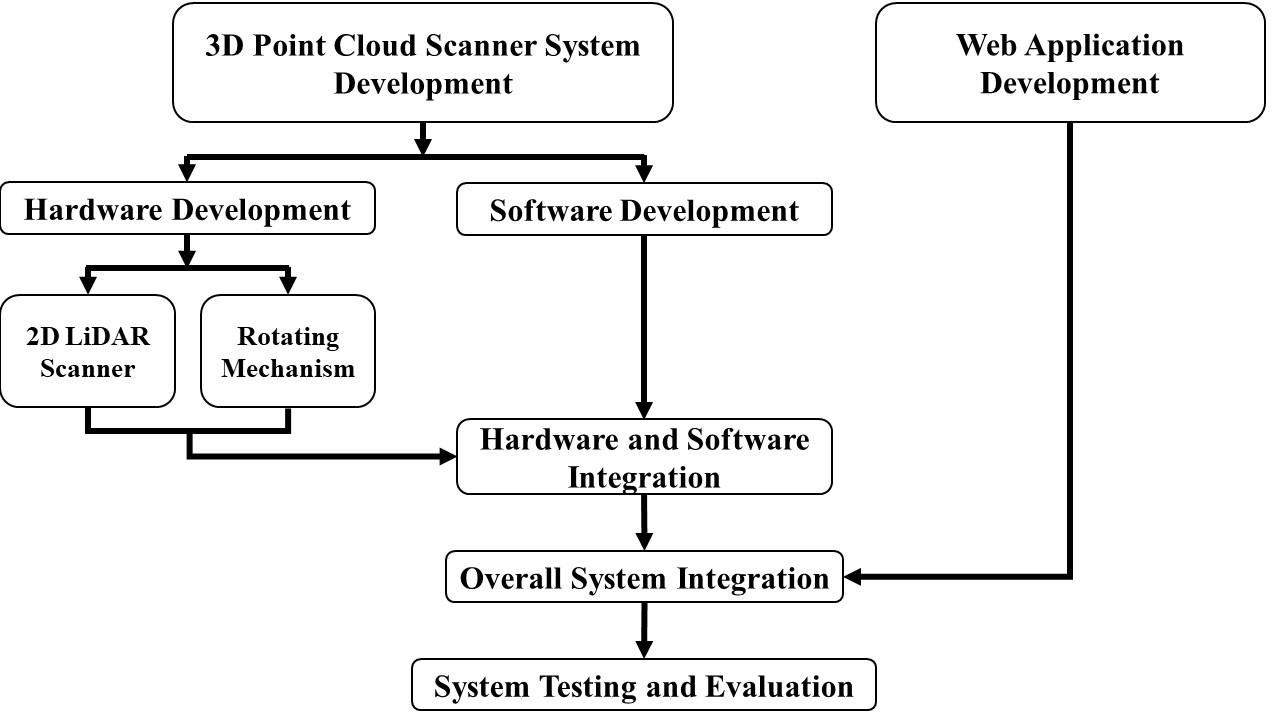 3D Point Cloud Scanner System
Development
Web Application
Development
Hardware Development
Software Development
2D LiDAR
Scanner
Rotating
Mechanism
Hardware and Software
Integration
Overall System Integration
System Testing and Evaluation